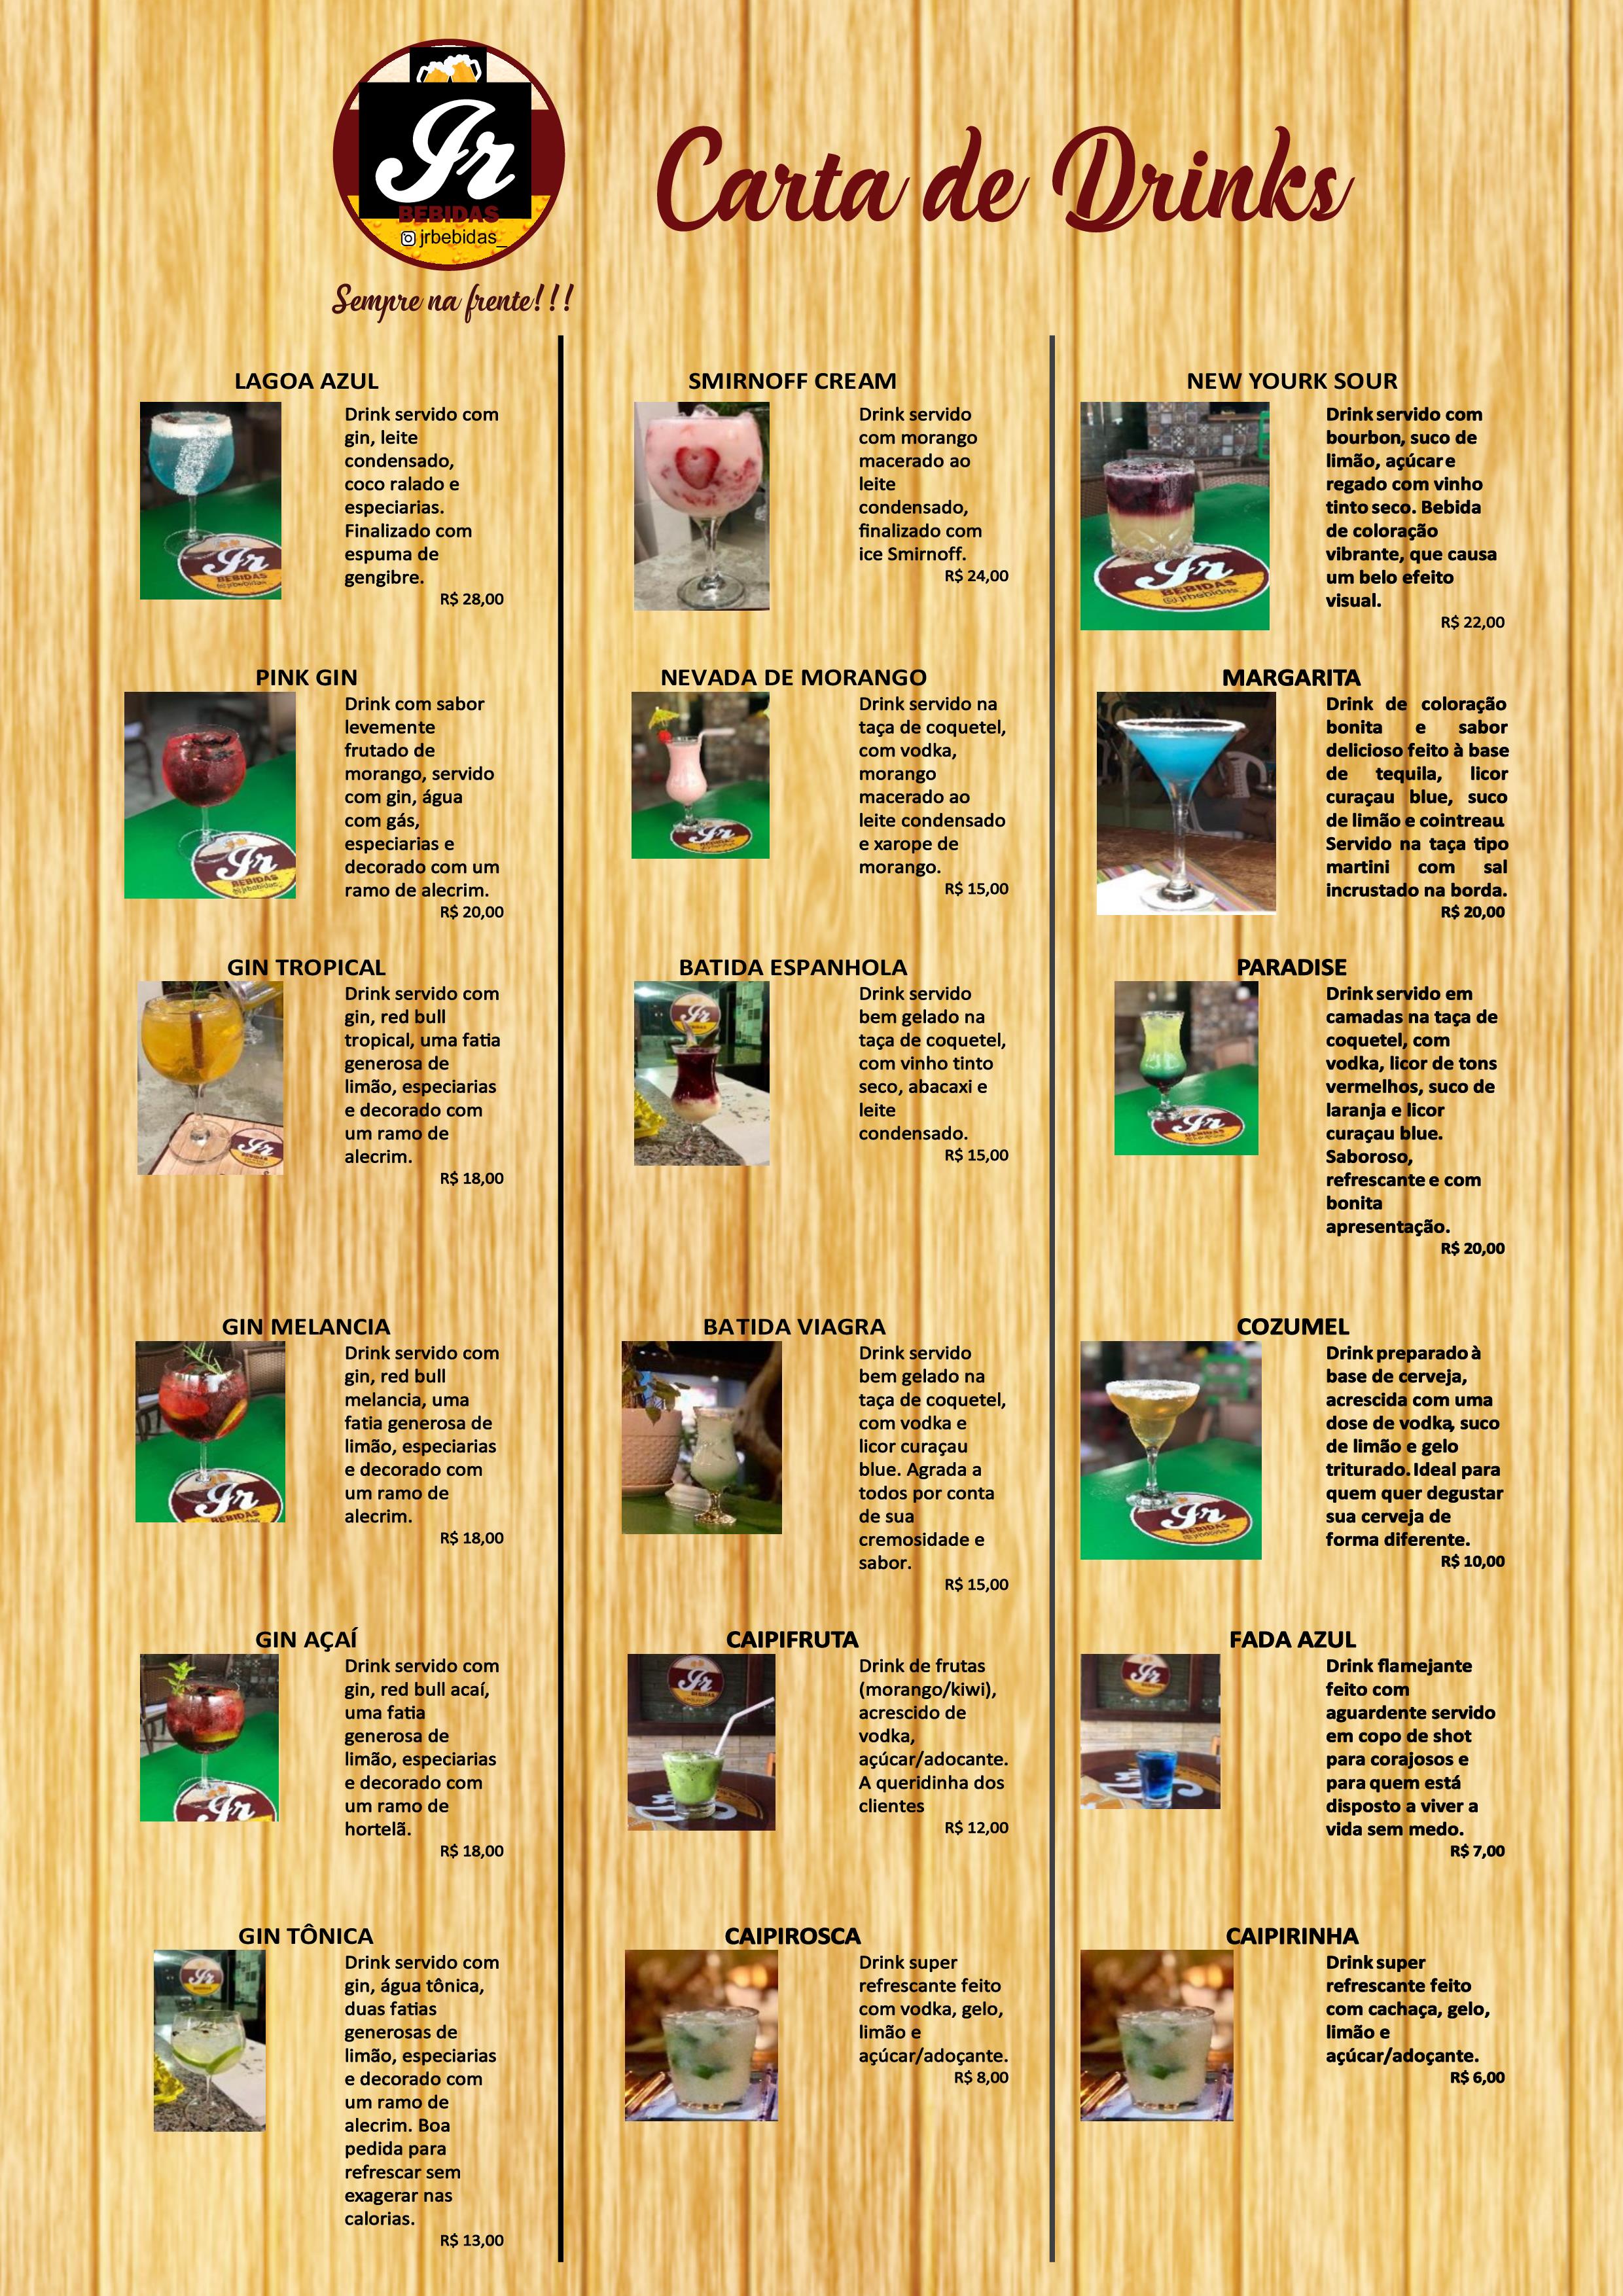 Jr
BEBIDAS
jrbebidas_
Sempre na frente!!!
Carta de Drinks
LAGOA AZUL
Drink servido com
gin, leite
condensado,
coco ralado e
especiarias.
Finalizado com
espuma de
gengibre.
R$ 28,00
PINK GIN
Drink com sabor
levemente
frutado de
morango, servido
com gin, água
com gás,
especiarias e
decorado com um
ramo de alecrim.
R$ 20,00
GIN TROPICAL
Drink servido com
gin, red bull
tropical, uma fatia
generosa de
limão, especiarias
e decorado com
um ramo de
alecrim.
R$ 18,00
GIN MELANCIA
Drink servido com
gin, red bull
melancia, uma
fatia generosa de
limão, especiarias
e decorado com
um ramo de
alecrim.
R$ 18,00
GIN AÇAÍ
Drink servido com
gin, red bull acaí,
uma fatia
generosa de
limão, especiarias
e decorado com
um ramo de
hortelã.
R$ 18,00
GIN TÔNICA
Drink servido com
gin, água tônica,
duas fatias
generosas de
limão, especiarias
e decorado com
um ramo de
alecrim. Boa
pedida para
refrescar sem
exagerar nas
calorias.
R$ 13,00
SMIRNOFF CREAM
Drink servido
com morango
macerado ao
leite
condensado,
finalizado com
ice Smirnoff.
R$ 24,00
NEVADA DE MORANGO
Drink servido na
taça de coquetel,
com vodka,
morango
macerado ao
leite condensado
e xarope de
morango.
R$ 15,00
BATIDA ESPANHOLA
Drink servido
bem gelado na
taça de coquetel,
com vinho tinto
seco, abacaxi e
leite
condensado.
R$ 15,00
BATIDA VIAGRA
Drink servido
bem gelado na
taça de coquetel,
com vodka e
licor curaçau
blue. Agrada a
todos por conta
de sua
cremosidade e
sabor.
R$ 15,00
CAIPIFRUTA
Drink de frutas
(morango/kiwi),
acrescido de
vodka,
açúcar/adocante.
A queridinha dos
clientes
R$ 12,00
CAIPIROSCA
Drink super
refrescante feito
com vodka, gelo,
limão e
açúcar/adoçante.
R$ 8,00
NEW YOURK SOUR
Drink servido com
bourbon, suco de
limão, açúcar e
regado com vinho
tinto seco. Bebida
de coloração
vibrante, que causa
um belo efeito
visual.
R$ 22,00
MARGARITA
Drink de coloração
bonita e sabor
delicioso feito à base
de tequila, licor
curaçau blue, suco
de limão e cointreau.
Servido na taça tipo
martini com sal
incrustado na borda.
R$ 20,00
PARADISE
Drink servido em
camadas na taça de
coquetel, com
vodka, licor de tons
vermelhos, suco de
laranja e licor
curaçau blue.
Saboroso,
refrescante e com
bonita
apresentação.
R$ 20,00
COZUMEL
Drink preparado à
base de cerveja,
acrescida com uma
dose de vodka, suco
de limão e gelo
triturado. Ideal para
quem quer degustar
sua cerveja de
forma diferente.
R$ 10,00
FADA AZUL
Drink flamejante
feito com
aguardente servido
em copo de shot
para corajosos e
para quem está
disposto a viver a
vida sem medo.
R$ 7,00
CAIPIRINHA
Drink super
refrescante feito
com cachaça, gelo,
limão e
açúcar/adoçante.
R$ 6,00